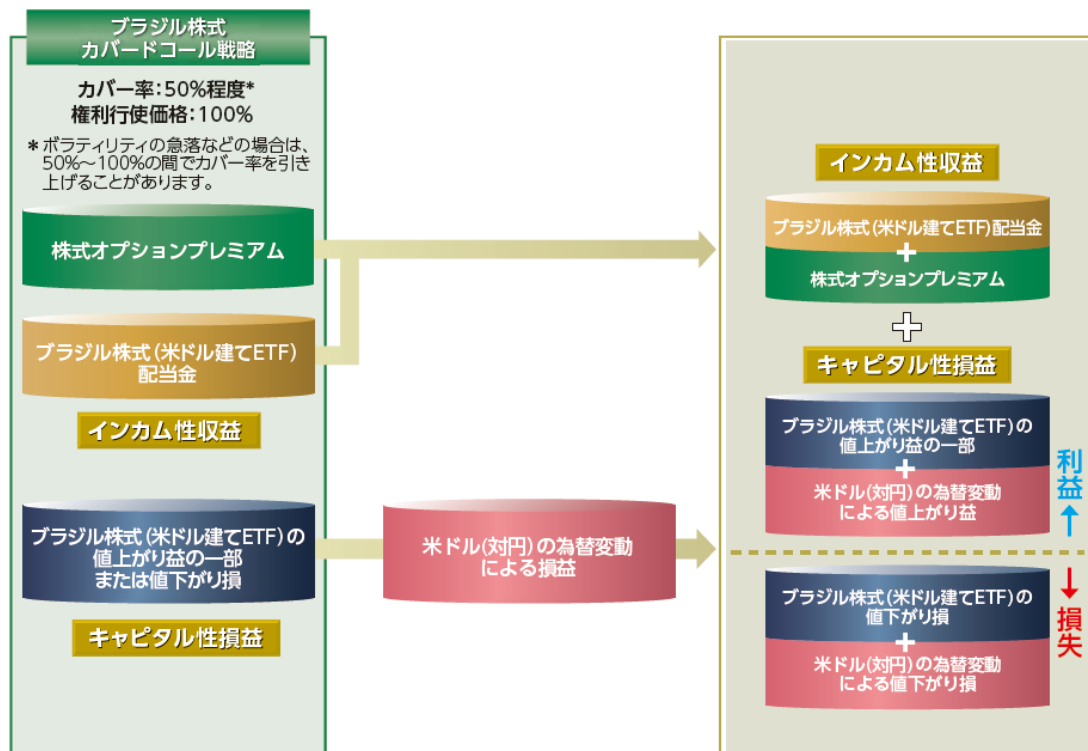 ブラジル株式
カバードコール戦略
カバー率：50%程度*
権利行使価格：100%
* ボラティリティの急落などの場合は、
50%～100%の間でカバー率を引き
上げることがあります。
株式オプションプレミアム
ブラジル株式（米ドル建てETF）
配当金
インカム性収益
ブラジル株式（米ドル建てETF）の
値上がり益の一部
または値下がり損
キャピタル性損益
米ドル（対円）の為替変動
による損益
インカム性収益
ブラジル株式（米ドル建てETF）配当金
+
株式オプションプレミアム
+
キャピタル性損益
ブラジル株式（米ドル建てETF）の
値上がり益の一部
+
米ドル（対円）の為替変動
による値上がり益
利益↑
↓損失
ブラジル株式（米ドル建てETF）の
値下がり損
+
米ドル（対円）の為替変動
による値下がり損